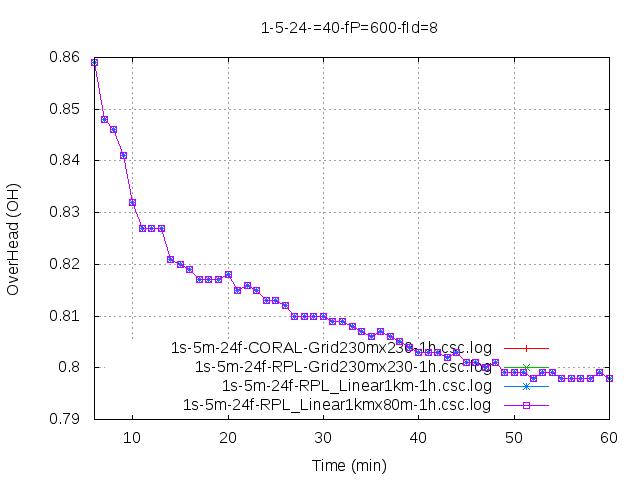 1-5-24-=40-fP=600-fId=8
0.86
0.85
0.84
0.83
0.82
0.81
0.8
0.79
OverHead (OH)
1s-5m-24f-CORAL-Grid230mx230-1h.csc.log
1s-5m-24f-RPL-Grid230mx230-1h.csc.log
1s-5m-24f-RPL_Linear1km-1h.csc.log
1s-5m-24f-RPL_Linear1kmx80m-1h.csc.log
10 20 30 40 50 60
Time (min)